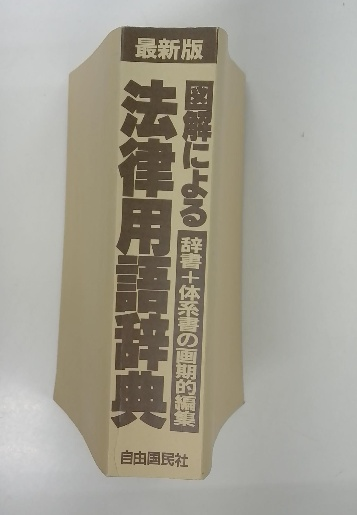 最新版
図解による
法律用語辞典
辞書+体系書の画期的編集
自由国民社